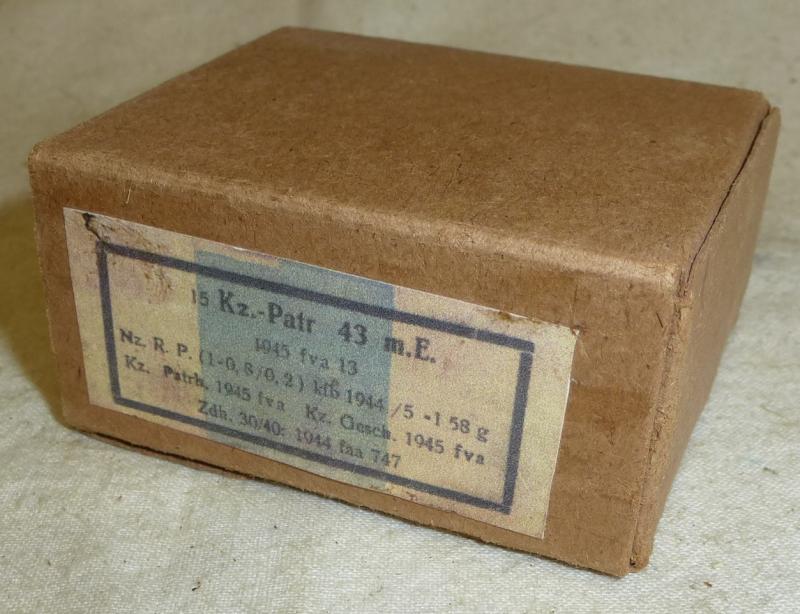 15 Kz.-Patr 43 m.E.
1945 fva 13
Nz. R. P. (1-0,8/0,2) kfb 1944 /5 -1 58 g
Kz. Patrh. 1945 fva Kz. Gesch. 1945 fva
Zdh. 30/40: 1944 faa 747